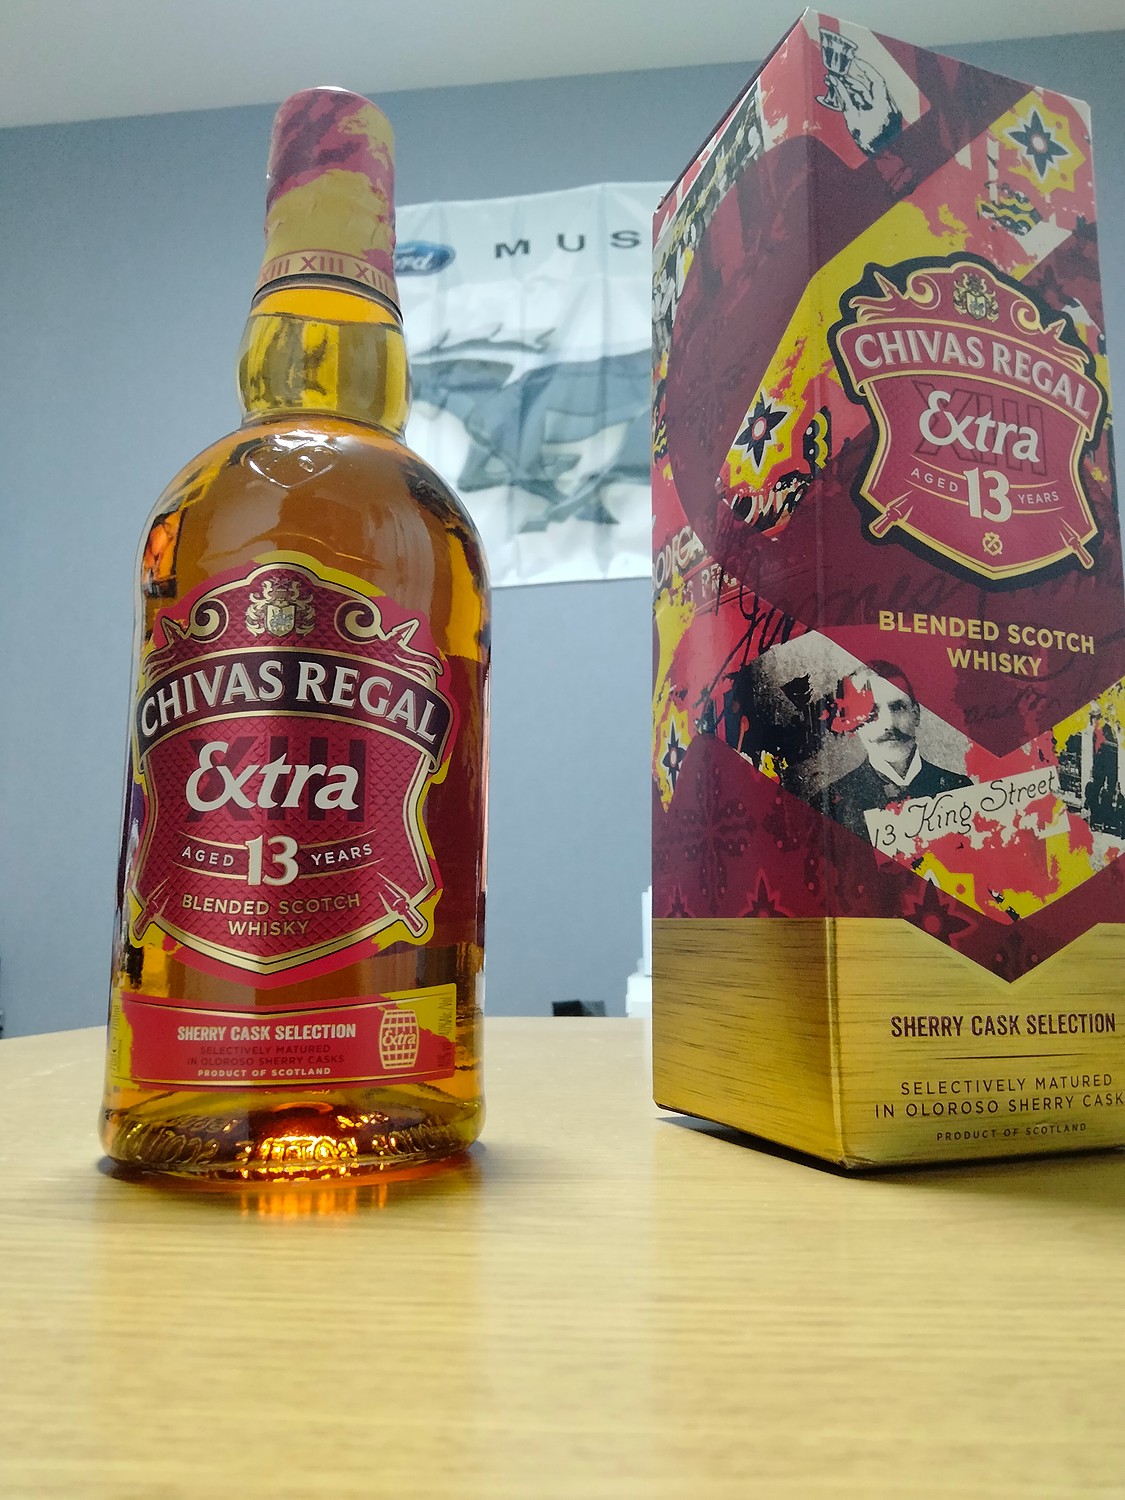 XIII XIII XIII
CHIVAS REGAL
Extra
XIII
AGED 13 YEARS
BLENDED SCOTCH
WHISKY
SHERRY CASK SELECTION
SELECTIVELY MATURED
IN OLOROSO SHERRY CASKS
PRODUCT OF SCOTLAND
Extra
Ford
MUS
CHIVAS REGAL
XIII
Extra
AGED 13 YEARS
BLENDED SCOTCH
WHISKY
13 King Street
SHERRY CASK SELECTION
SELECTIVELY MATURED
IN OLOROSO SHERRY CASK
PRODUCT OF SCOTLAND